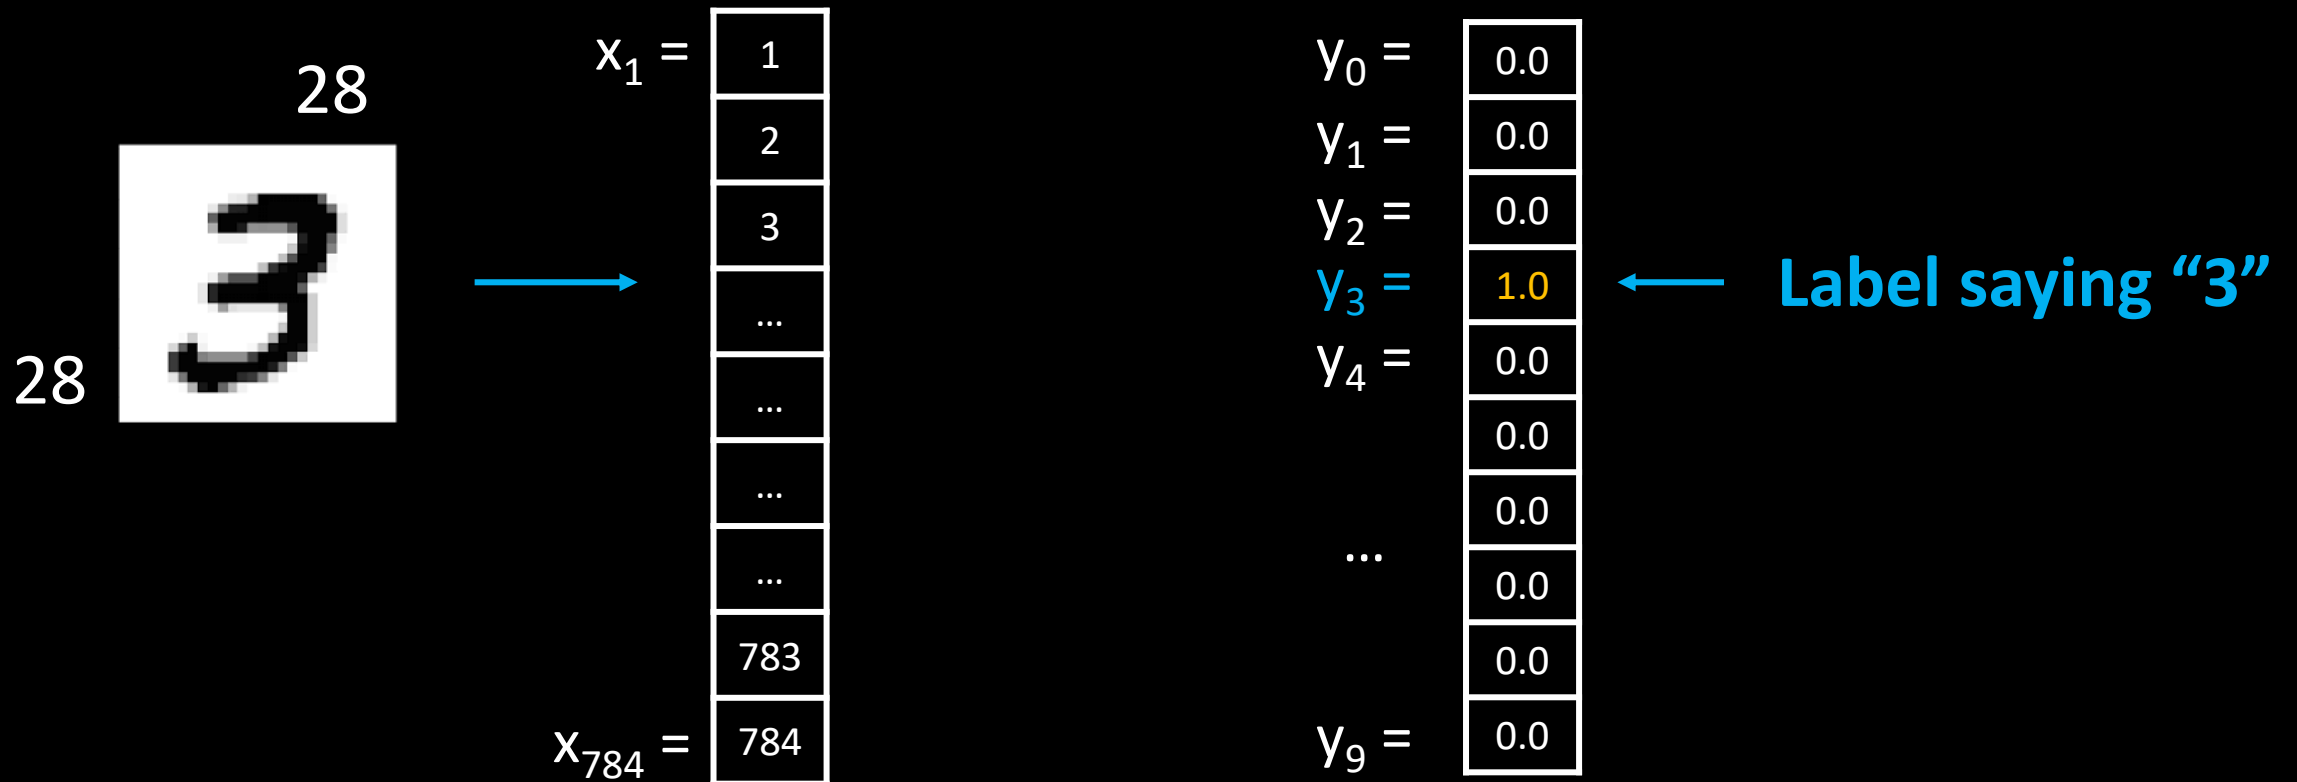 28
28
3
x₁ =
1
2
3
...
...
...
...
783
x₇₈₄ =
784
y₀ =
0.0
y₁ =
0.0
y₂ =
0.0
y₃ =
1.0
Label saying “3”
y₄ =
0.0
0.0
0.0
...
0.0
0.0
y₉ =
0.0